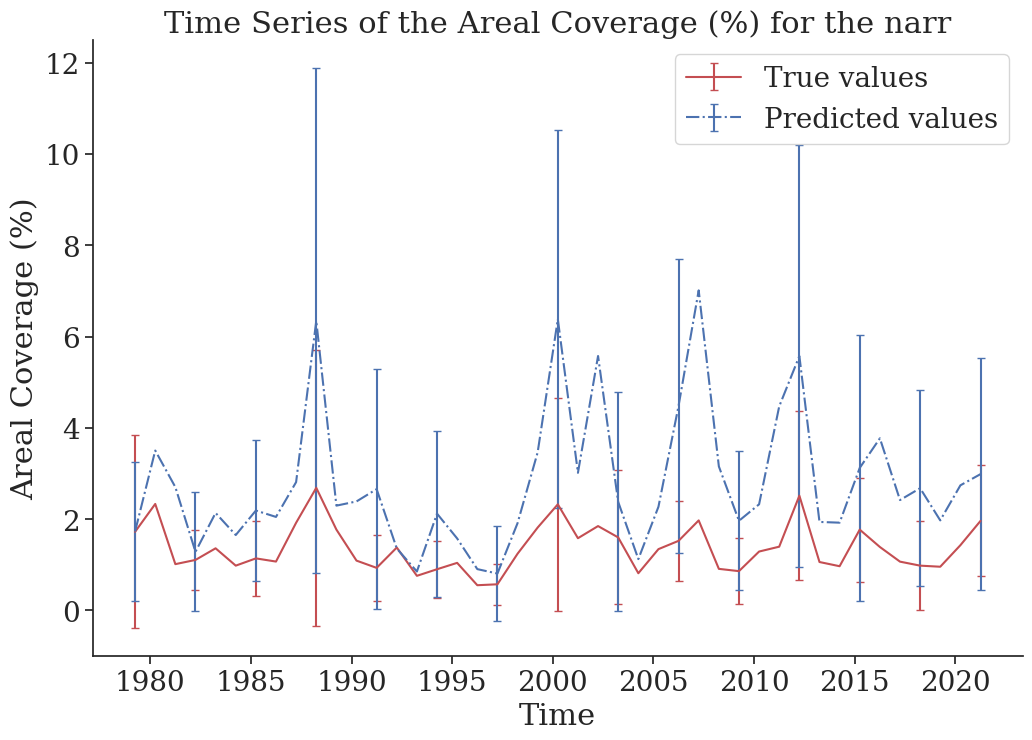 Time Series of the Areal Coverage (%) for the narr
True values
Predicted values
Areal Coverage (%)
12
10
8
6
4
2
0
1980 1985 1990 1995 2000 2005 2010 2015 2020
Time